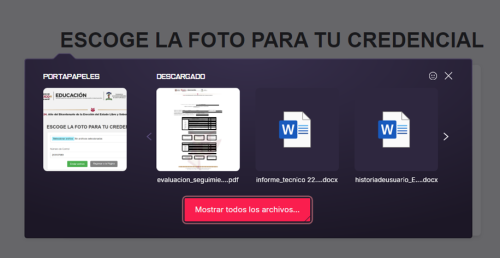 ESCOGE LA FOTO PARA TU CREDENCIAL
PORTAPAPELES
DESCARGADO
EDUCACIÓN
ESCOGE LA FOTO PARA TU CREDEN
evaluacion_seguimie....pdf
informe_tecnico 22....docx
historiadeusuario_E....docx
Mostrar todos los archivos...